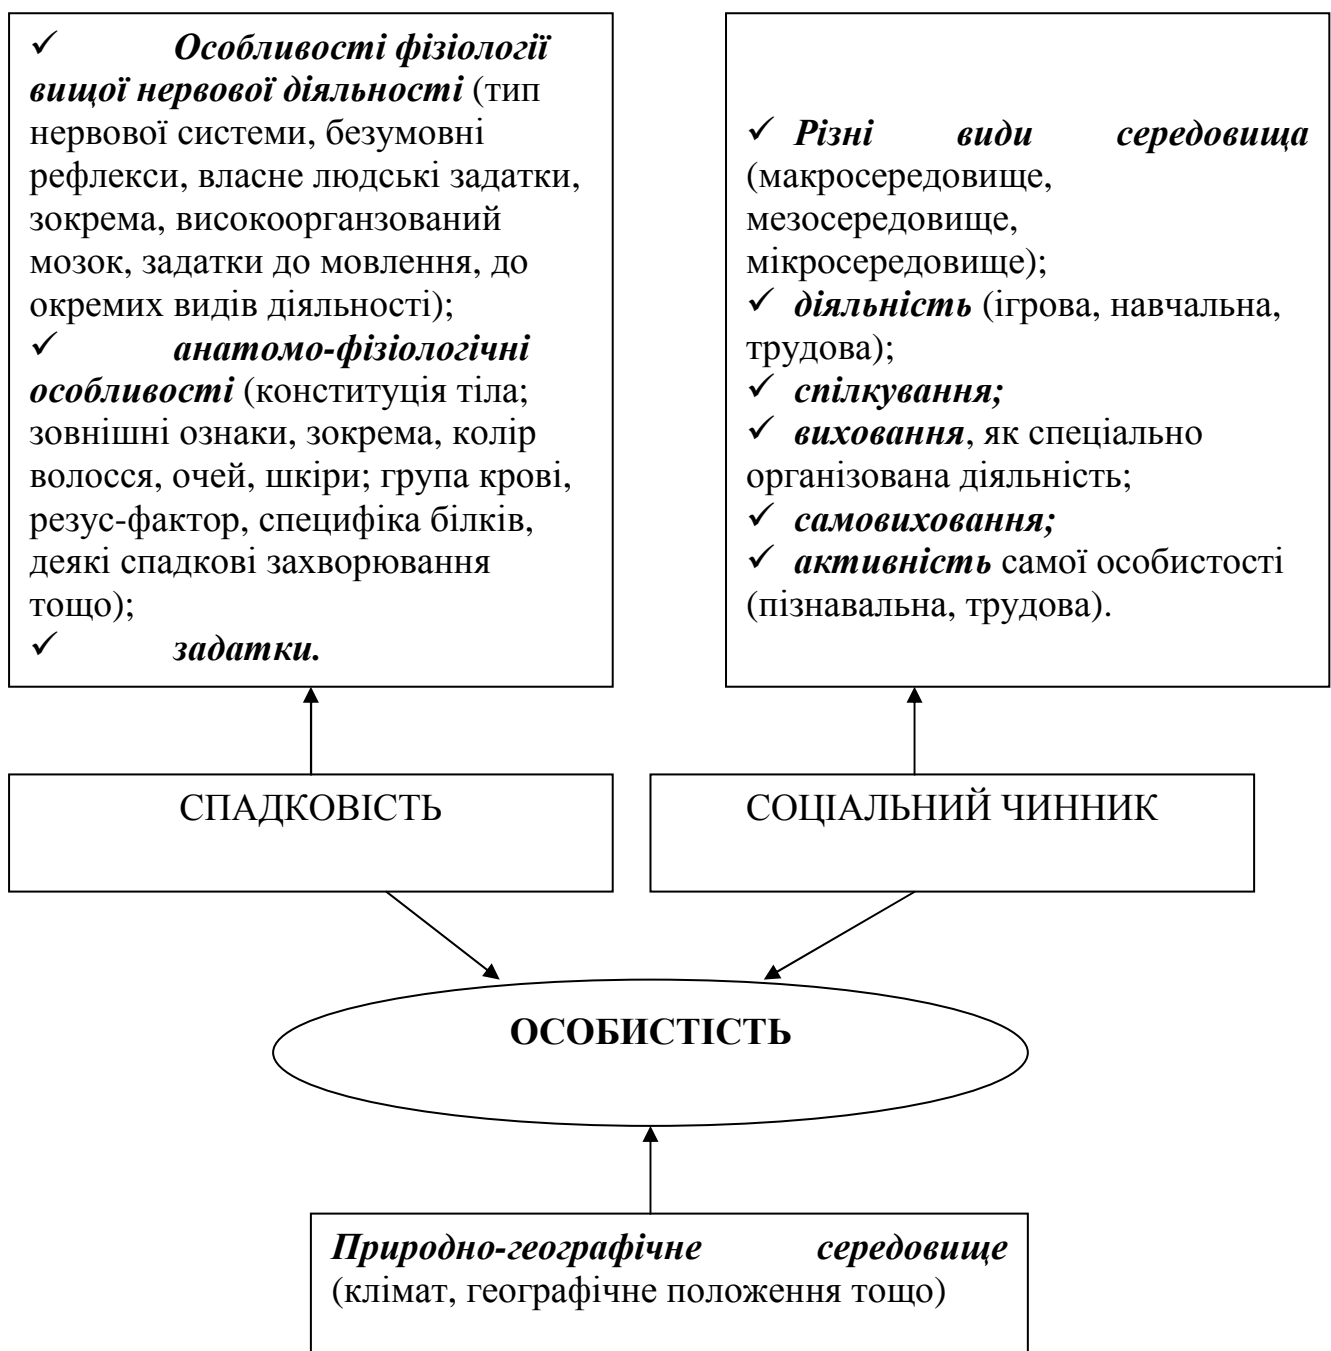 ✓ Особливості фізіології
вищої нервової діяльності (тип
нервової системи, безумовні
рефлекси, власне людські задатки,
зокрема, високоорганзований
мозок, задатки до мовлення, до
окремих видів діяльності);
✓ анатомо-фізіологічні
особливості (конституція тіла;
зовнішні ознаки, зокрема, колір
волосся, очей, шкіри; група крові,
резус-фактор, специфіка білків,
деякі спадкові захворювання
тощо);
✓ задатки.
✓ Різні види середовища
(макросередовище,
мезосередовище,
мікросередовище);
✓ діяльність (ігрова, навчальна,
трудова);
✓ спілкування;
✓ виховання, як спеціально
організована діяльність;
✓ самовиховання;
✓ активність самої особистості
(пізнавальна, трудова).
СПАДКОВІСТЬ
СОЦІАЛЬНИЙ ЧИННИК
ОСОБИСТІСТЬ
Природно-географічне середовище
(клімат, географічне положення тощо)